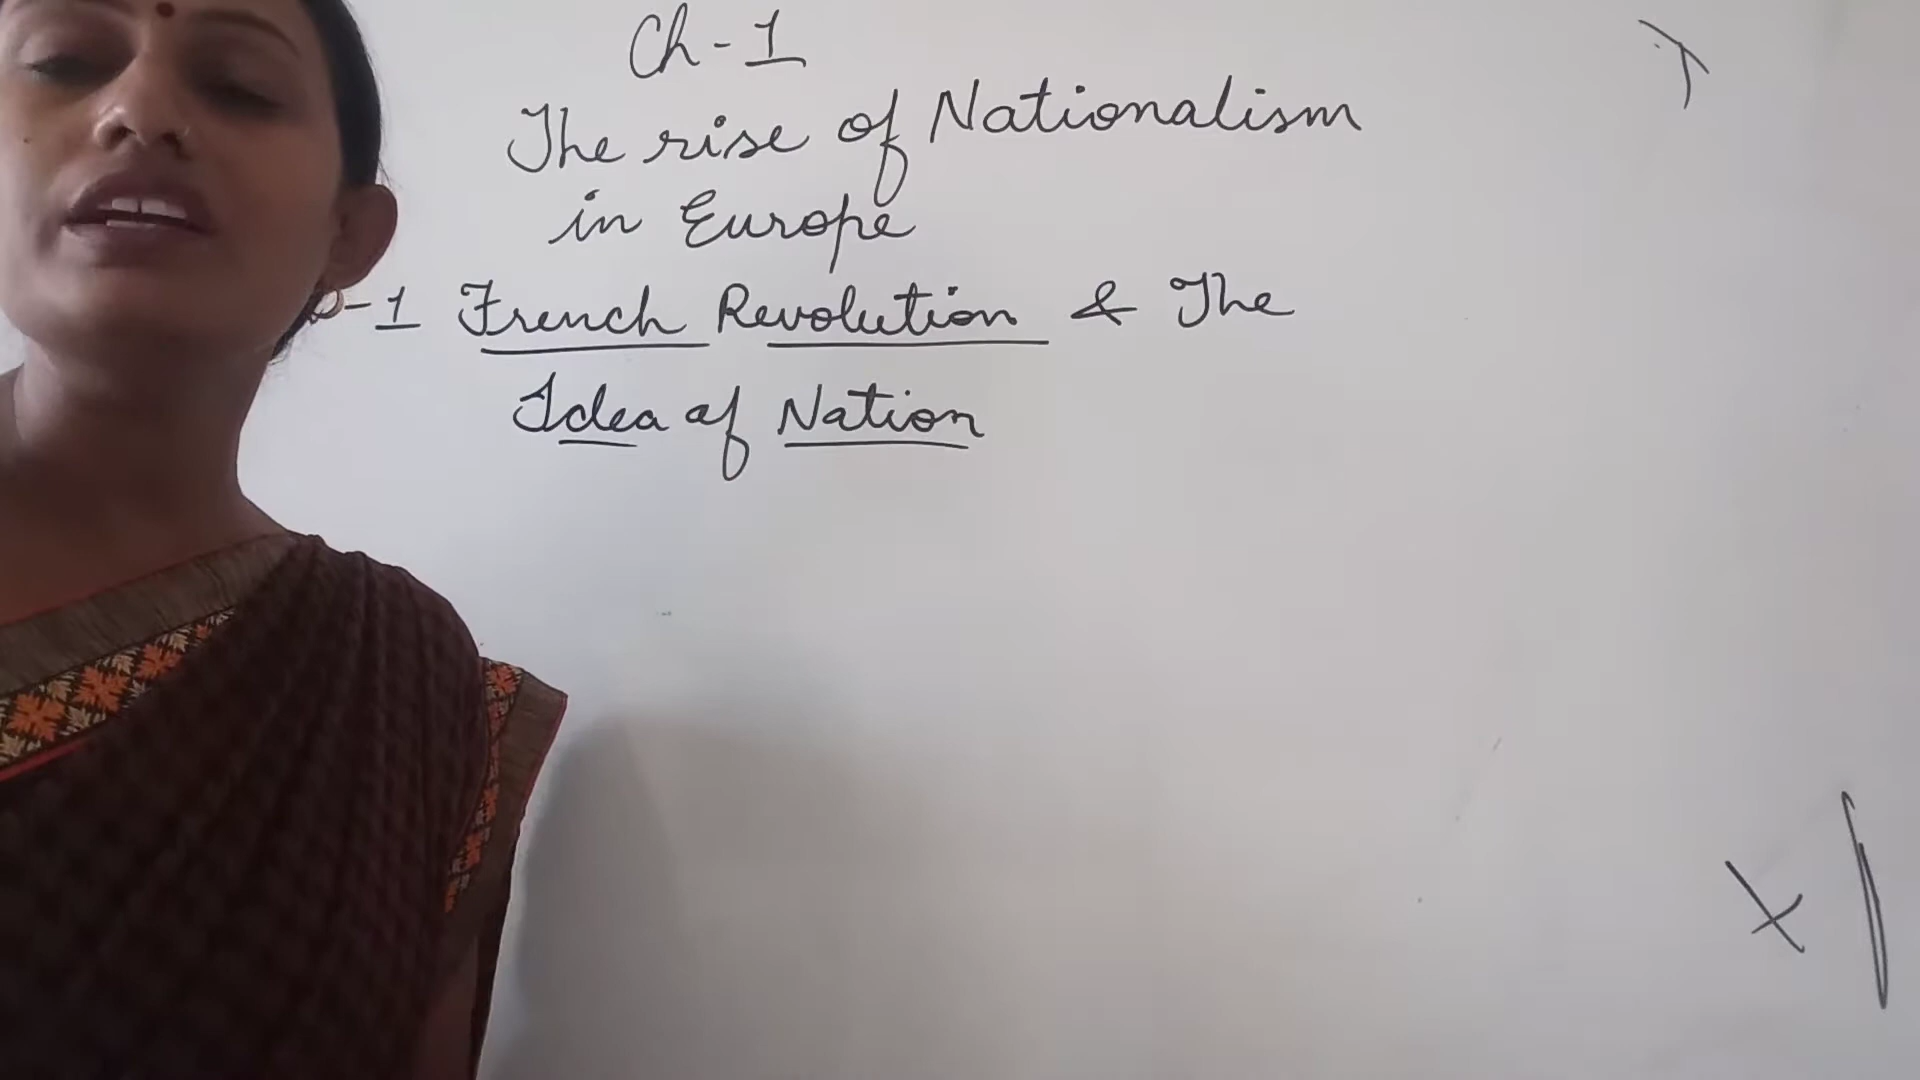 Ch-1
The rise of Nationalism
in Europe
-1 French Revolution & The
Idea of Nation